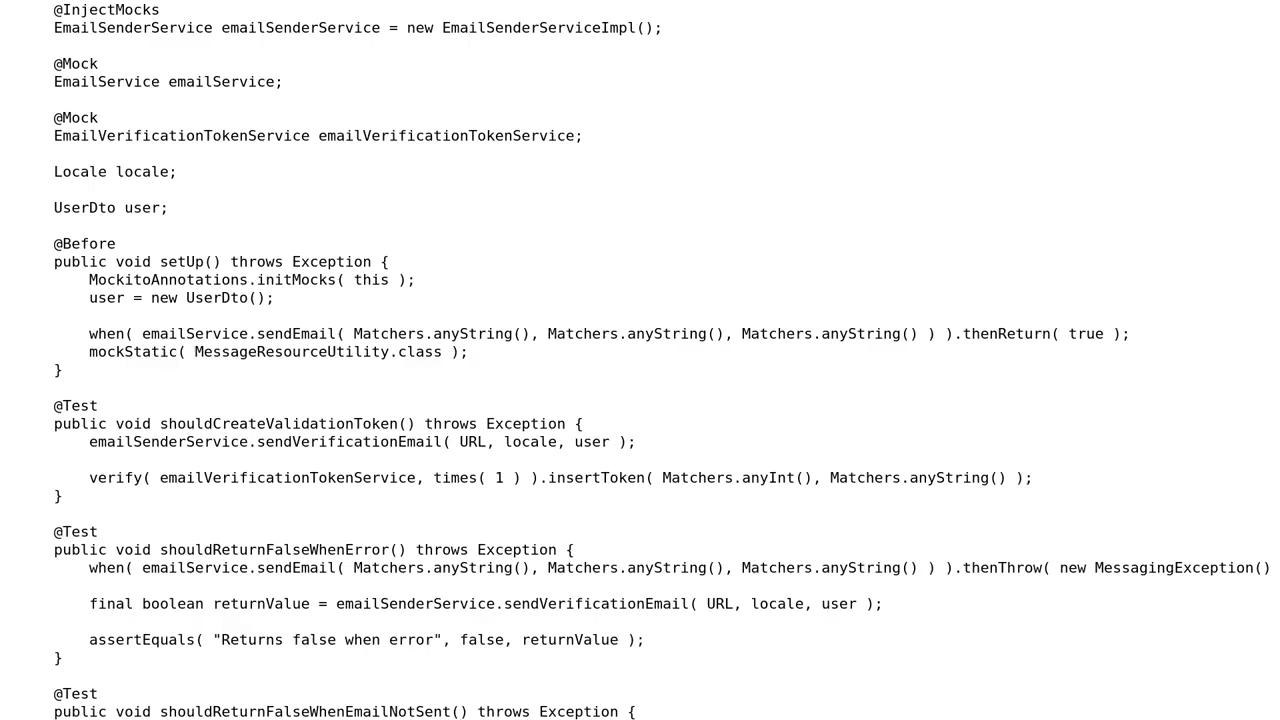 @InjectMocks
EmailSenderService emailSenderService = new EmailSenderServiceImpl();
@Mock
EmailService emailService;
@Mock
EmailVerificationTokenService emailVerificationTokenService;
Locale locale;
UserDto user;
@Before
public void setUp() throws Exception {
MockitoAnnotations.initMocks( this );
user = new UserDto();
when( emailService.sendEmail( Matchers.anyString(), Matchers.anyString(), Matchers.anyString() ) ).thenReturn( true );
mockStatic( MessageResourceUtility.class );
}
@Test
public void shouldCreateValidationToken() throws Exception {
emailSenderService.sendVerificationEmail( URL, locale, user );
verify( emailVerificationTokenService, times( 1 ) ).insertToken( Matchers.anyInt(), Matchers.anyString() );
}
@Test
public void shouldReturnFalseWhenError() throws Exception {
when( emailService.sendEmail( Matchers.anyString(), Matchers.anyString(), Matchers.anyString() ) ).thenThrow( new MessagingException()
final boolean returnValue = emailSenderService.sendVerificationEmail( URL, locale, user );
assertEquals( "Returns false when error", false, returnValue );
}
@Test
public void shouldReturnFalseWhenEmailNotSent() throws Exception {